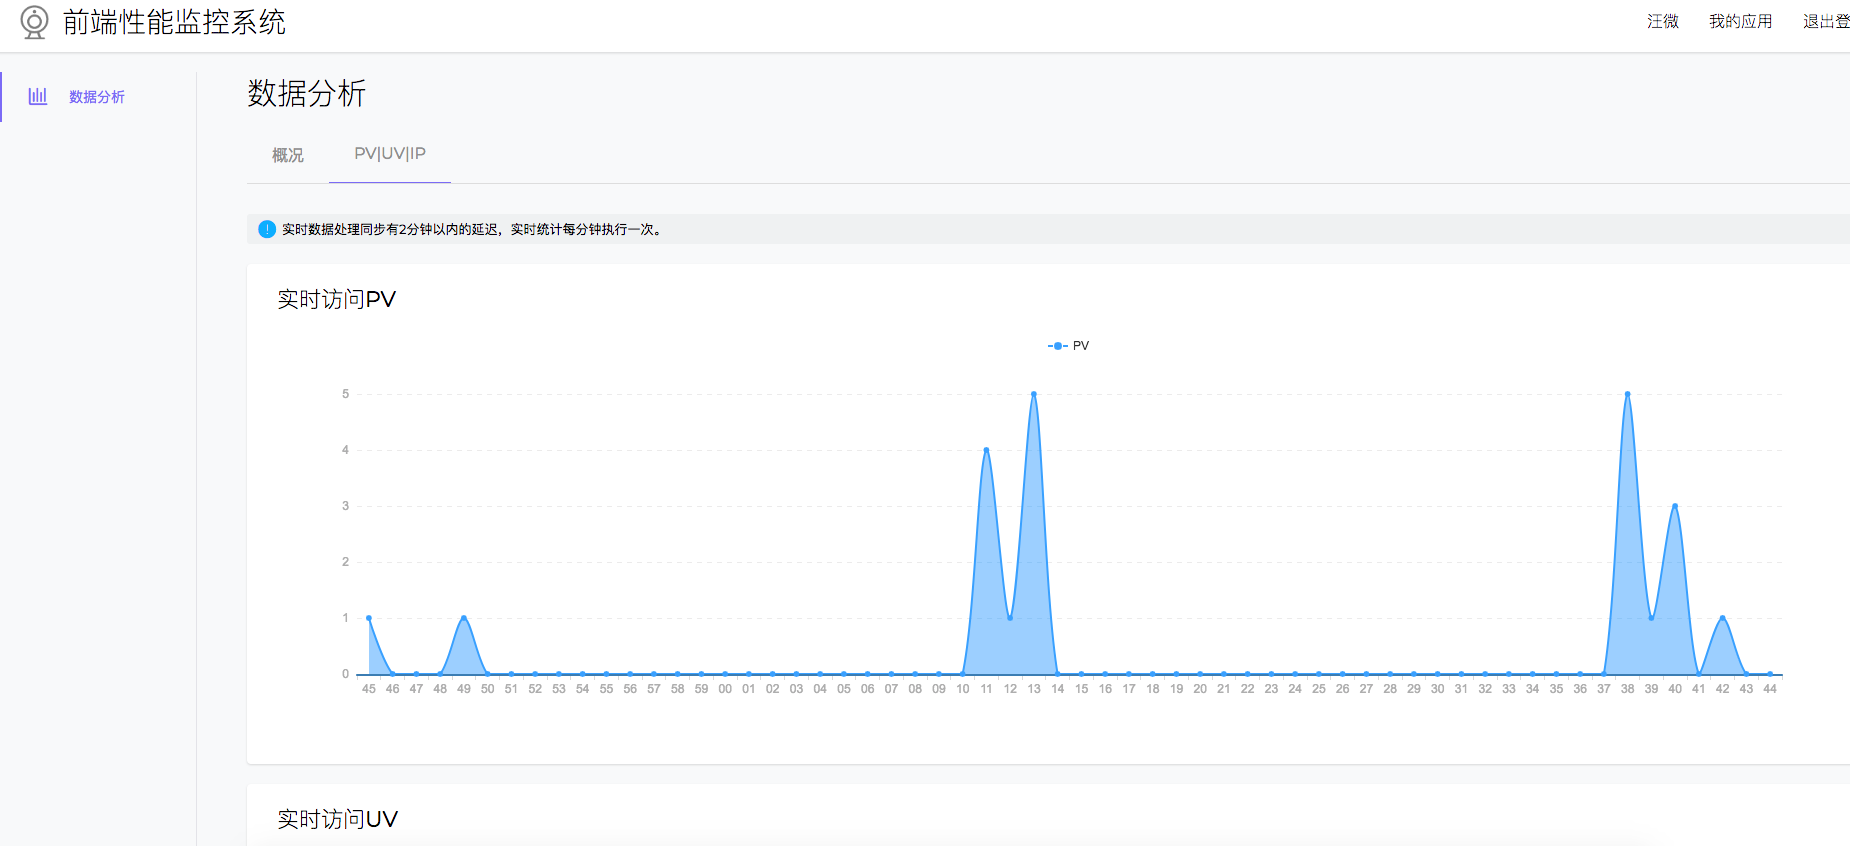 前端性能监控系统
汪微 我的应用 退出登
数据分析
数据分析
概况 PV|UV|IP
实时数据处理同步有2分钟以内的延迟，实时统计每分钟执行一次。
实时访问PV
PV
5
4
3
2
1
0
45 46 47 48 49 50 51 52 53 54 55 56 57 58 59 00 01 02 03 04 05 06 07 08 09 10 11 12 13 14 15 16 17 18 19 20 21 22 23 24 25 26 27 28 29 30 31 32 33 34 35 36 37 38 39 40 41 42 43 44
实时访问UV